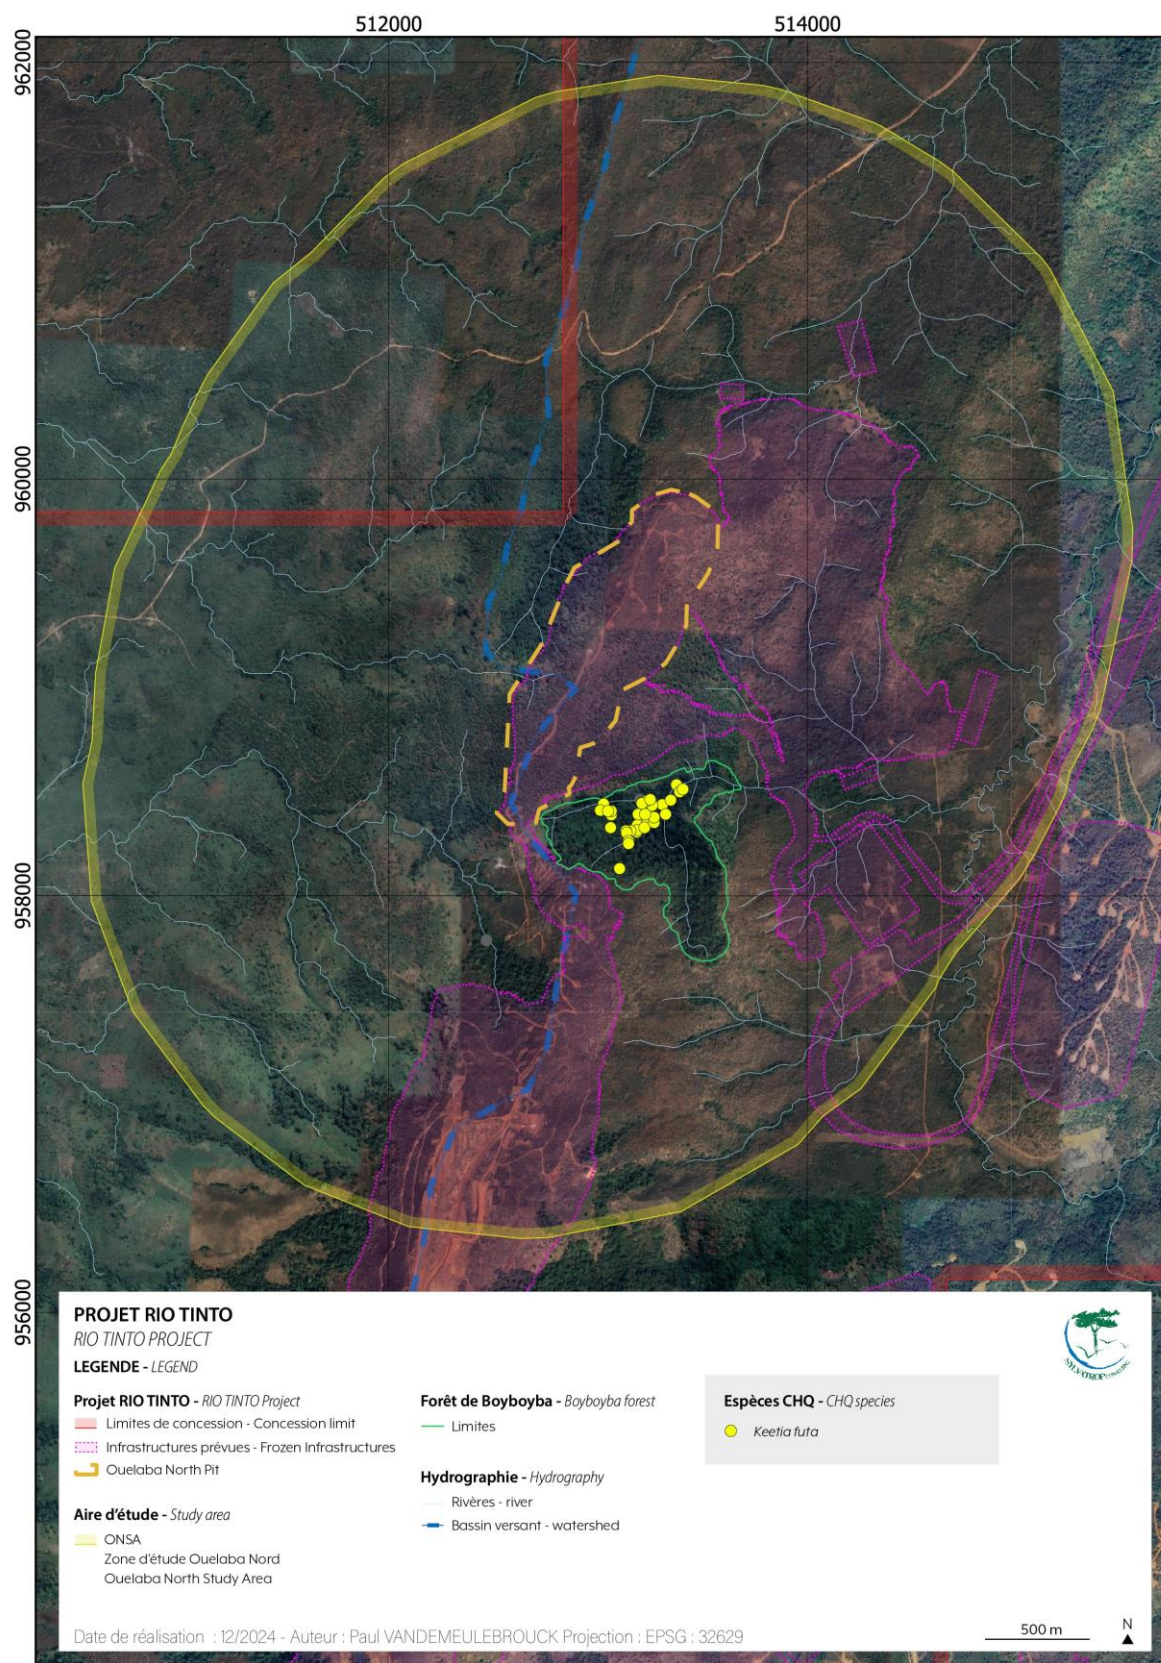 512000
514000
962000
960000
958000
956000
PROJET RIO TINTO
RIO TINTO PROJECT
LEGENDE - LEGEND
Projet RIO TINTO - RIO TINTO Project
Limites de concession - Concession limit
Infrastructures prévues - Frozen Infrastructures
Ouelaba North Pit
Aire d'étude - Study area
ONSA
Zone d'étude Ouelaba Nord
Ouelaba North Study Area
Forêt de Boyboyba - Boyboyba forest
Limites
Hydrographie - Hydrography
Rivières - river
Bassin versant - watershed
Espèces CHQ - CHQ species
Keetia futa
SYLVATROP CONSULTING
Date de réalisation : 12/2024 - Auteur : Paul VANDEMEULEBROUCK Projection : EPSG : 32629
500 m
N